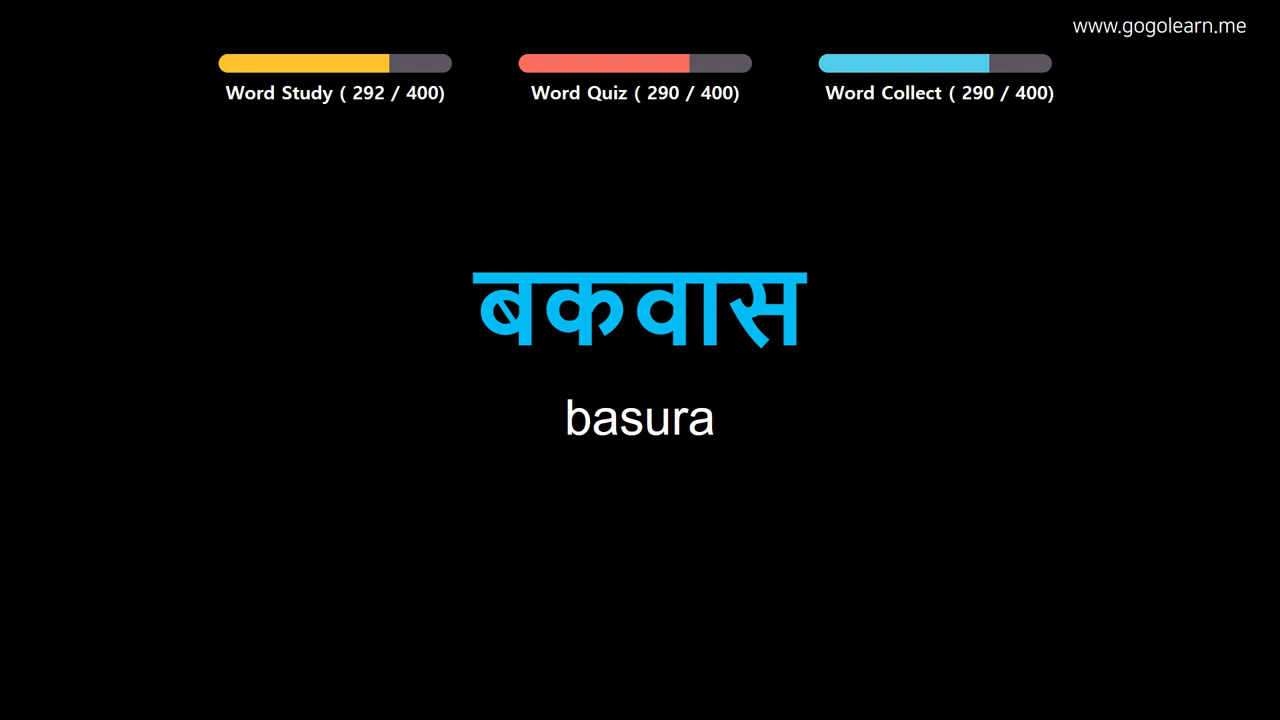 www.gogolearn.me
Word Study ( 292 / 400)
Word Quiz ( 290 / 400)
Word Collect ( 290 / 400)
बकवास
basura